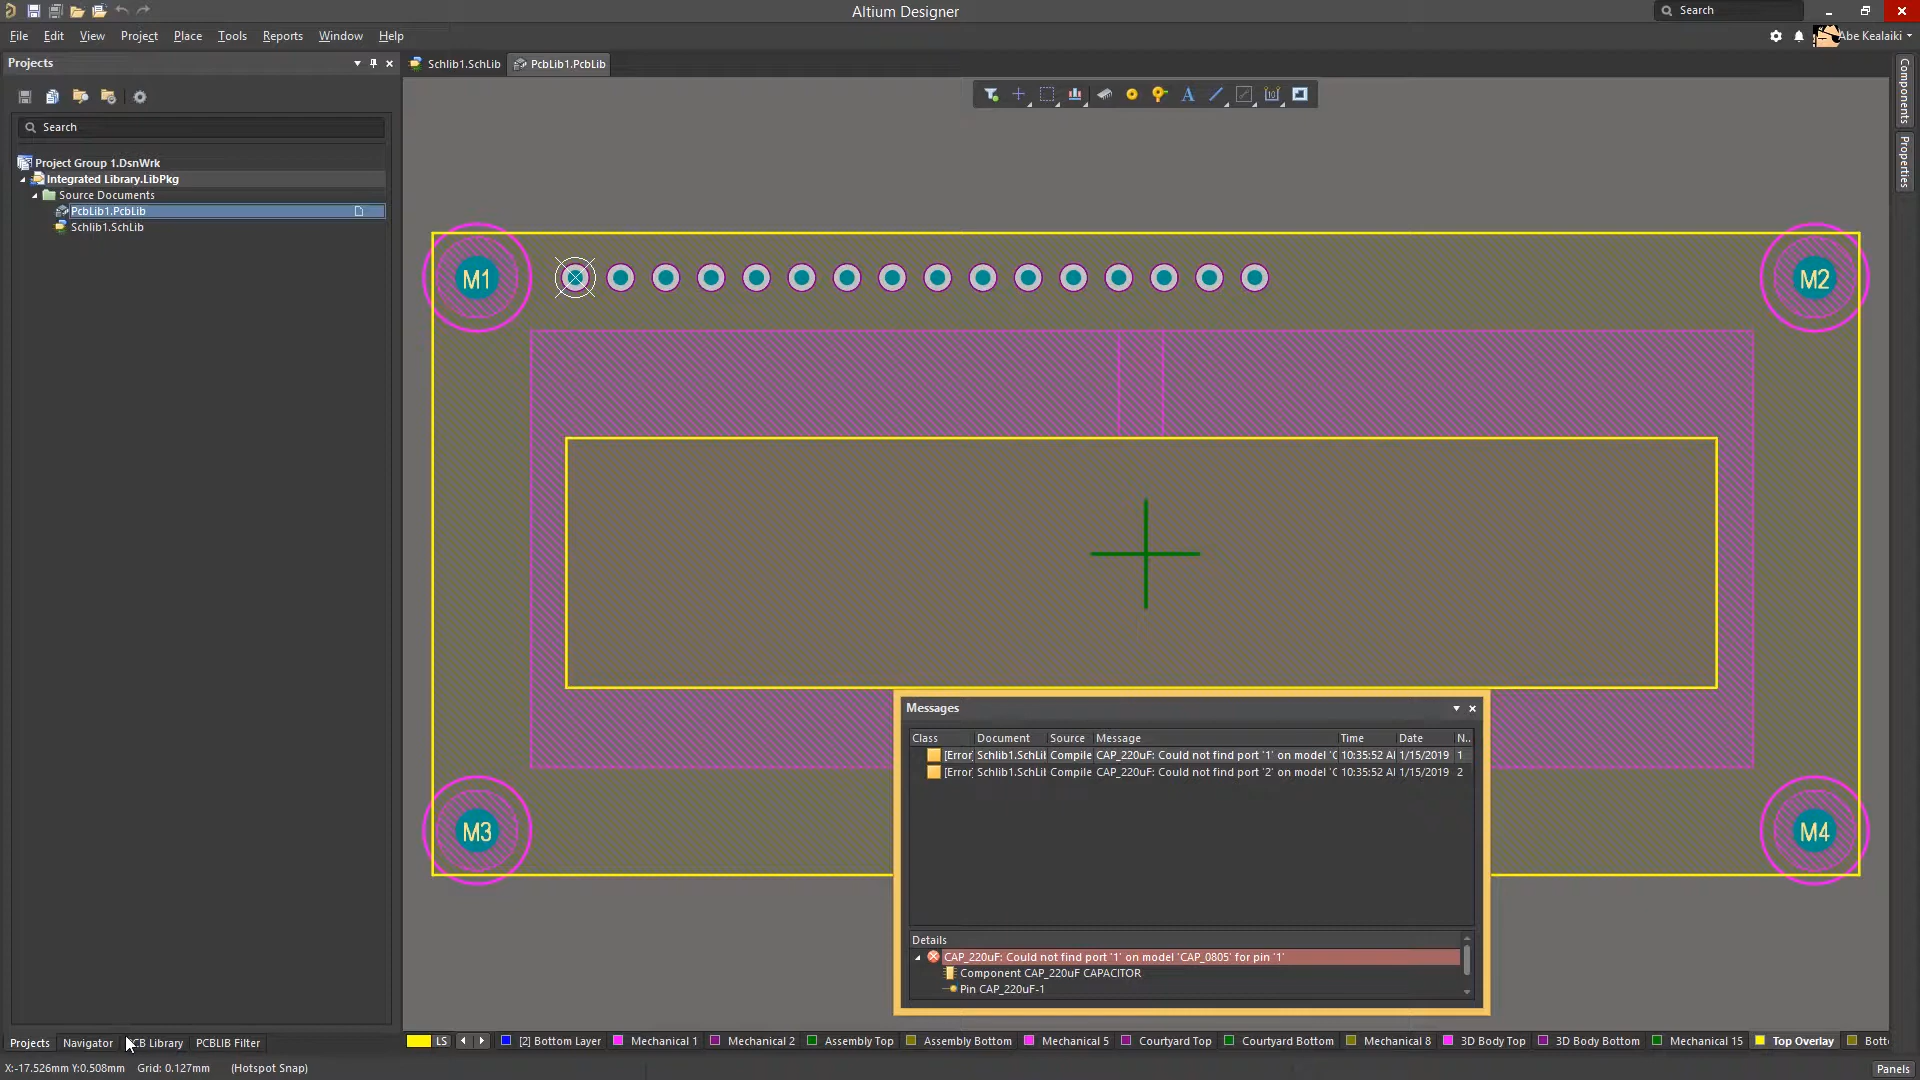 Altium Designer
Search
File Edit View Project Place Tools Reports Window Help
Abe Kealaiki
Projects
Schlib1.SchLib
PcbLib1.PcbLib
Search
Project Group 1.DsnWrk
Integrated Library.LibPkg
Source Documents
PcbLib1.PcbLib
Schlib1.SchLib
Components
Properties
M1
M2
M3
M4
Messages
Class Document Source Message Time Date N..
[Error Schlib1.SchLil Compile CAP_220uF: Could not find port '1' on model 'C 10:35:52 AI 1/15/2019 1
[Error Schlib1.SchLil Compile CAP_220uF: Could not find port '2' on model 'C 10:35:52 AI 1/15/2019 2
Details
CAP_220uF: Could not find port '1' on model 'CAP_0805' for pin '1'
Component CAP_220uF CAPACITOR
Pin CAP_220uF-1
Projects Navigator CB Library PCBLIB Filter
LS [2] Bottom Layer Mechanical 1 Mechanical 2 Assembly Top Assembly Bottom Mechanical 5 Courtyard Top Courtyard Bottom Mechanical 8 3D Body Top 3D Body Bottom Mechanical 15 Top Overlay Bott
X:-17.526mm Y:0.508mm Grid: 0.127mm (Hotspot Snap)
Panels